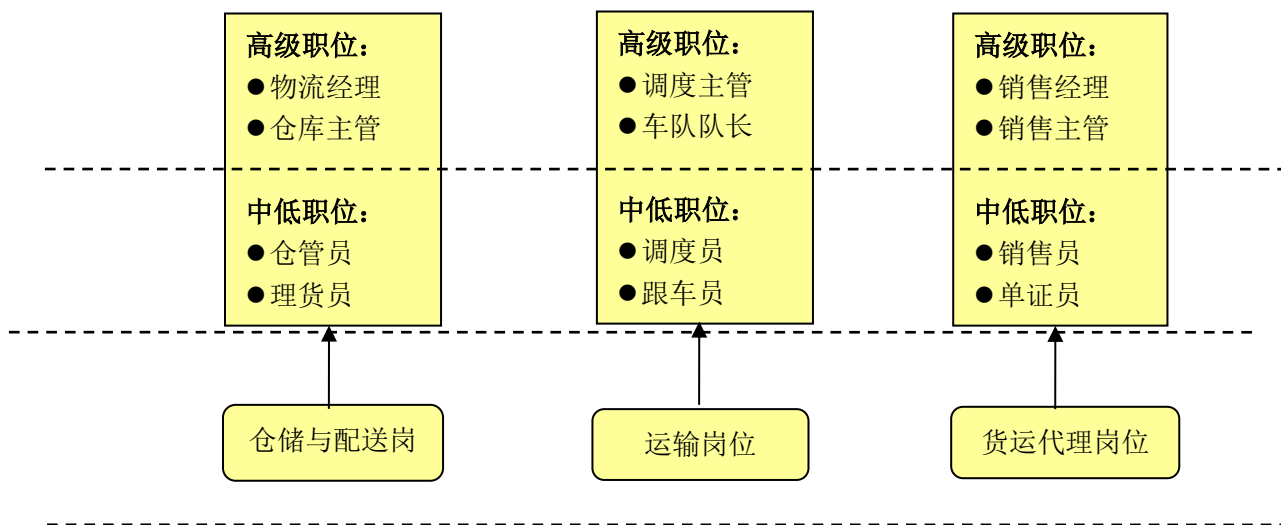 高级职位：
●物流经理
●仓库主管
中低职位：
●仓管员
●理货员
仓储与配送岗
高级职位：
●调度主管
●车队队长
中低职位：
●调度员
●跟车员
运输岗位
高级职位：
●销售经理
●销售主管
中低职位：
●销售员
●单证员
货运代理岗位